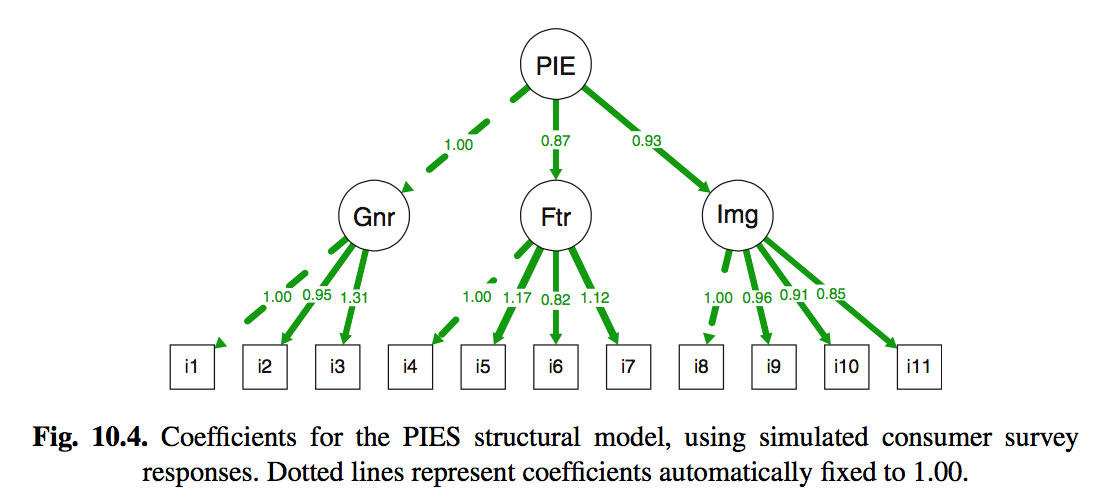 PIE
1.00 0.87 0.93
Gnr Ftr Img
1.00 0.95 1.31 1.00 1.17 0.82 1.12 1.00 0.96 0.91 0.85
i1 i2 i3 i4 i5 i6 i7 i8 i9 i10 i11
Fig. 10.4. Coefficients for the PIES structural model, using simulated consumer survey
responses. Dotted lines represent coefficients automatically fixed to 1.00.